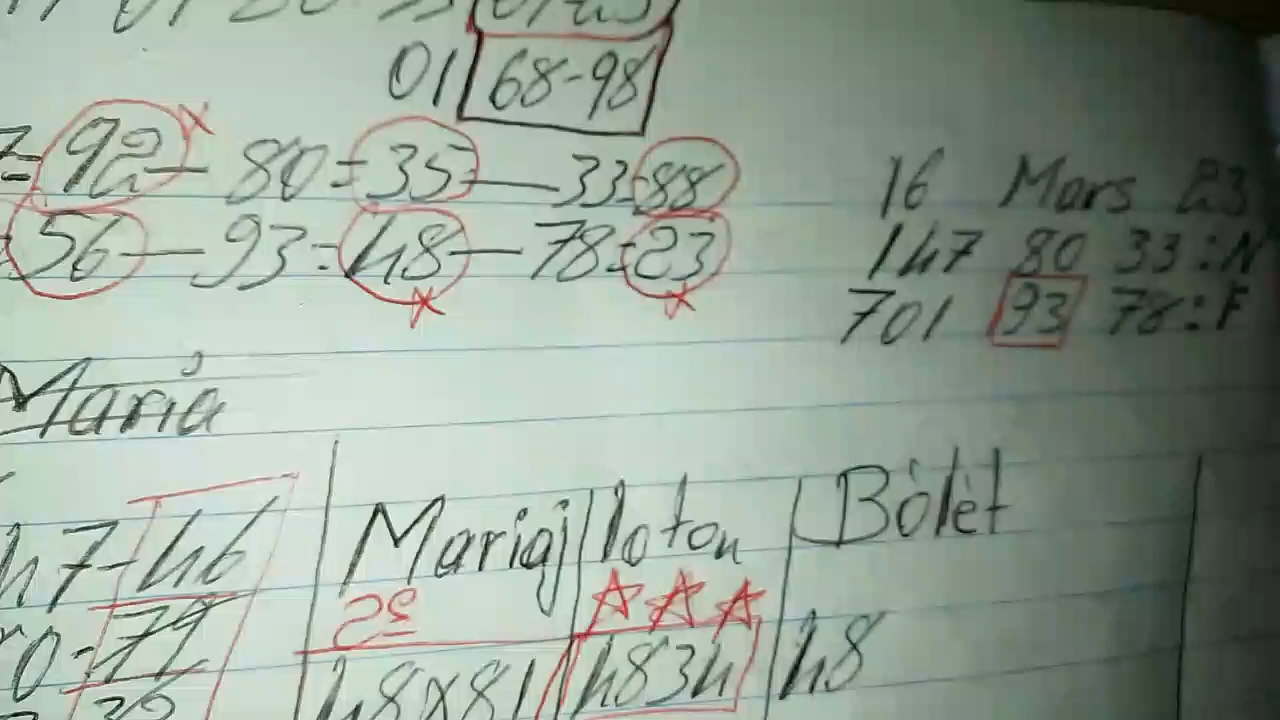 01 68-98
= 92 — 80 = 35 = — 33 = 88
56 — 93 = 48 — 78 = 23
16 Mars 23
147 80 33 : N
701 93 78 : F
Maria
47-46
Mariaj loton Bòlèt
2e
48x81 4834 48